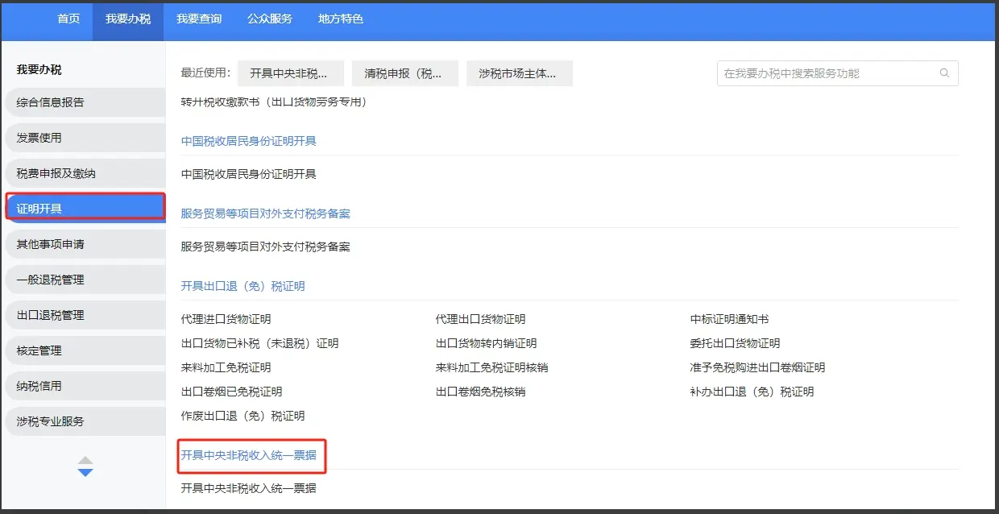 首页 我要办税 我要查询 公众服务 地方特色
我要办税
综合信息报告
发票使用
税费申报及缴纳
证明开具
其他事项申请
一般退税管理
出口退税管理
核定管理
纳税信用
涉税专业服务
最近使用： 开具中央非税... 清税申报（税... 涉税市场主体... 在我要办税中搜索服务功能
转开税收缴款书（出口货物劳务专用）
中国税收居民身份证明开具
中国税收居民身份证明开具
服务贸易等项目对外支付税务备案
服务贸易等项目对外支付税务备案
开具出口退（免）税证明
代理进口货物证明 代理出口货物证明 中标证明通知书
出口货物已补税（未退税）证明 出口货物转内销证明 委托出口货物证明
来料加工免税证明 来料加工免税证明核销 准予免税购进出口卷烟证明
出口卷烟已免税证明 出口卷烟免税核销 补办出口退（免）税证明
作废出口退（免）税证明
开具中央非税收入统一票据
开具中央非税收入统一票据